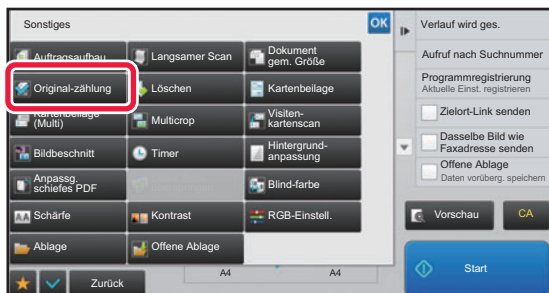 Sonstiges
OK
Auftragsaufbau
Langsamer Scan
Dokument
gem. Größe
Original-zählung
Löschen
Kartenbeilage
Kartenbeilage
(Multi)
Multicrop
Visiten-
kartenscan
Bildbeschnitt
Timer
Hintergrund-
anpassung
Anpassg.
schiefes PDF
Blind-farbe
AA Schärfe
Kontrast
RGB-Einstell.
Ablage
Offene Ablage
Zurück
A4
A4
Verlauf wird ges.
Aufruf nach Suchnummer
Programmregistrierung
Aktuelle Einst. registrieren
Zielort-Link senden
Dasselbe Bild wie
Faxadresse senden
Offene Ablage
Daten vorüberg. speichern
Vorschau
CA
Start